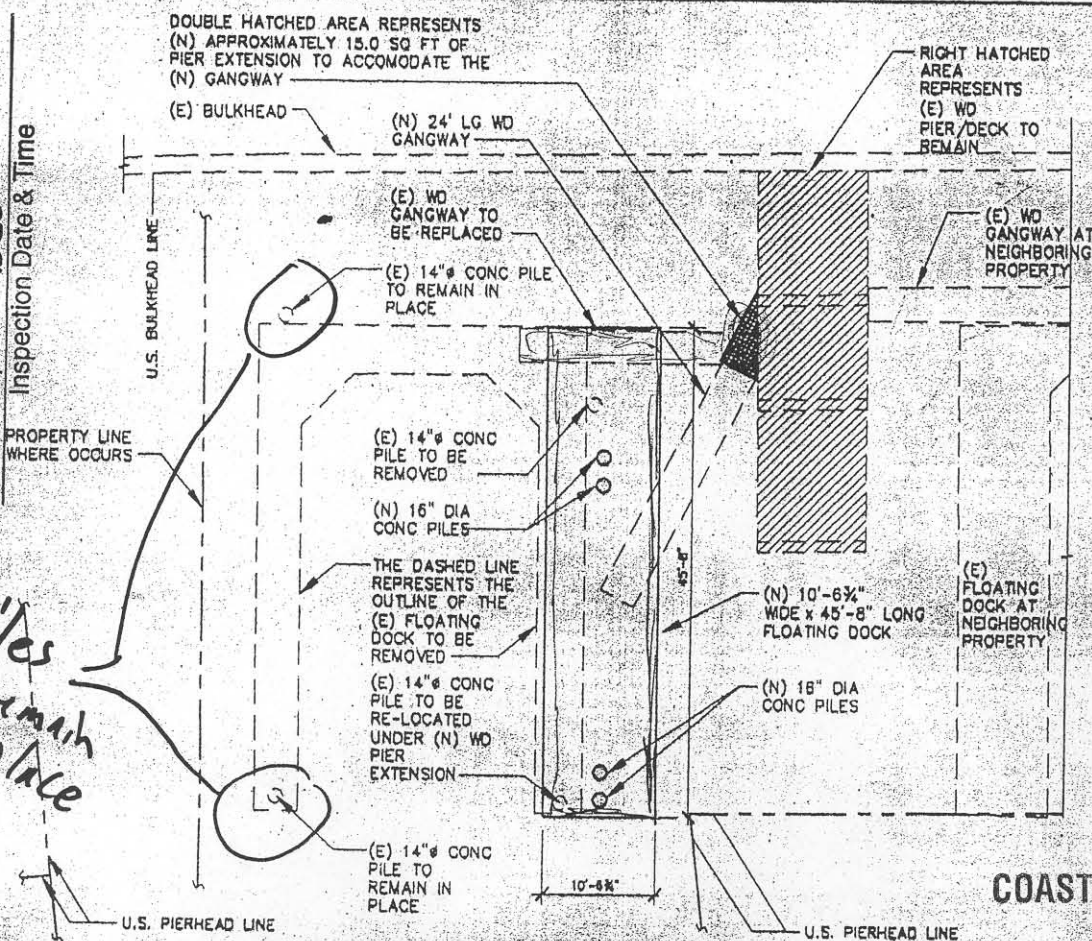 DOUBLE HATCHED AREA REPRESENTS
(N) APPROXIMATELY 15.0 SQ FT OF
PIER EXTENSION TO ACCOMODATE THE
(N) GANGWAY
(E) BULKHEAD
(N) 24' LG WD
GANGWAY
RIGHT HATCHED
AREA
REPRESENTS
(E) WD
PIER/DECK TO
REMAIN
Inspection Date & Time
U.S. BULKHEAD LINE
(E) WD
GANGWAY TO
BE REPLACED
(E) WD
GANGWAY AT
NEIGHBORING
PROPERTY
(E) 14"ø CONC PILE
TO REMAIN IN
PLACE
PROPERTY LINE
WHERE OCCURS
(E) 14"ø CONC
PILE TO BE
REMOVED
(N) 16" DIA
CONC PILES
THE DASHED LINE
REPRESENTS THE
OUTLINE OF THE
(E) FLOATING
DOCK TO BE
REMOVED
45'-8"
(N) 10'-6¾"
WIDE x 45'-8" LONG
FLOATING DOCK
(E)
FLOATING
DOCK AT
NEIGHBORING
PROPERTY
(E) 14"ø CONC
PILE TO BE
RE-LOCATED
UNDER (N) WD
PIER
EXTENSION
(N) 16" DIA
CONC PILES
(E) 14"ø CONC
PILE TO
REMAIN IN
PLACE
10'-6¾"
COAST
U.S. PIERHEAD LINE
U.S. PIERHEAD LINE